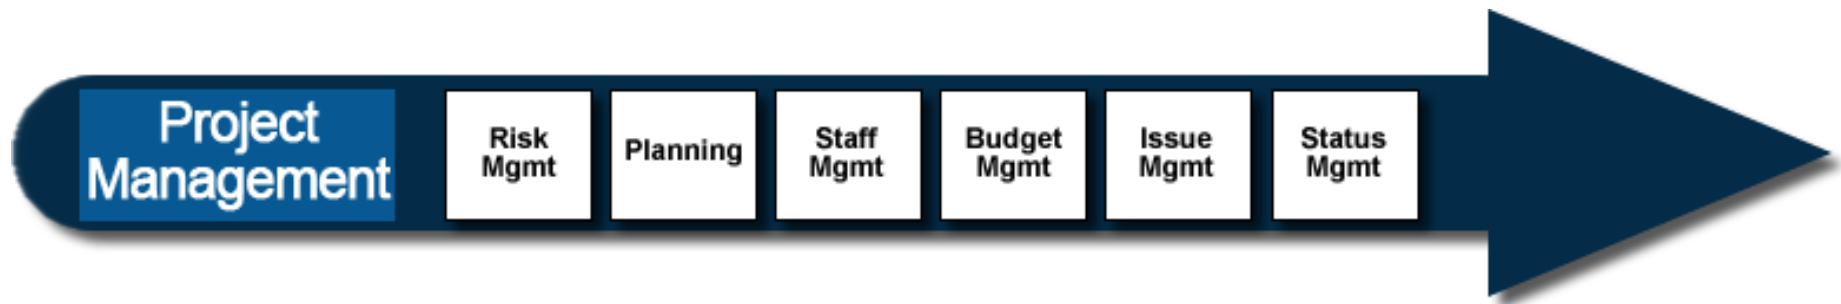 Project
Management
Risk
Mgmt
Planning
Staff
Mgmt
Budget
Mgmt
Issue
Mgmt
Status
Mgmt